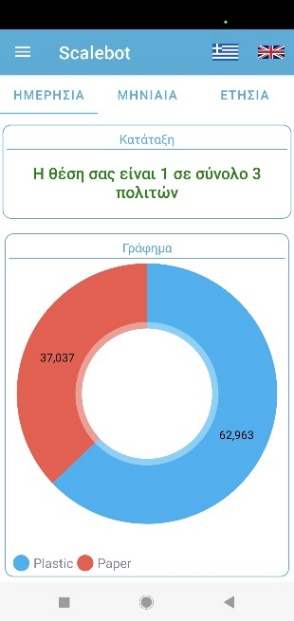 Scalebot
ΗΜΕΡΗΣΙΑ ΜΗΝΙΑΙΑ ΕΤΗΣΙΑ
Κατάταξη
Η θέση σας είναι 1 σε σύνολο 3
πολιτών
Γράφημα
37,037
62,963
Plastic Paper